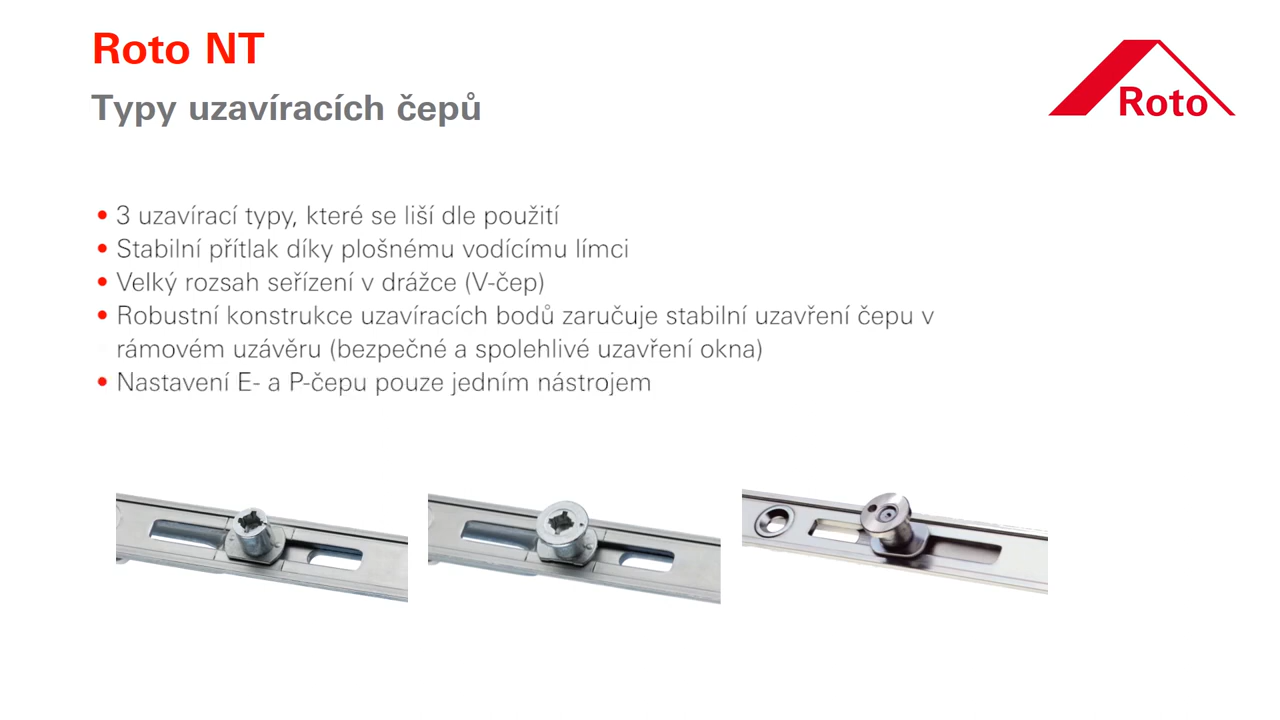 Roto NT
Typy uzavíracích čepů
Roto
• 3 uzavírací typy, které se liší dle použití
• Stabilní přítlak díky plošnému vodícímu límci
• Velký rozsah seřízení v drážce (V-čep)
• Robustní konstrukce uzavíracích bodů zaručuje stabilní uzavření čepu v
rámovém uzávěru (bezpečné a spolehlivé uzavření okna)
• Nastavení E- a P-čepu pouze jedním nástrojem